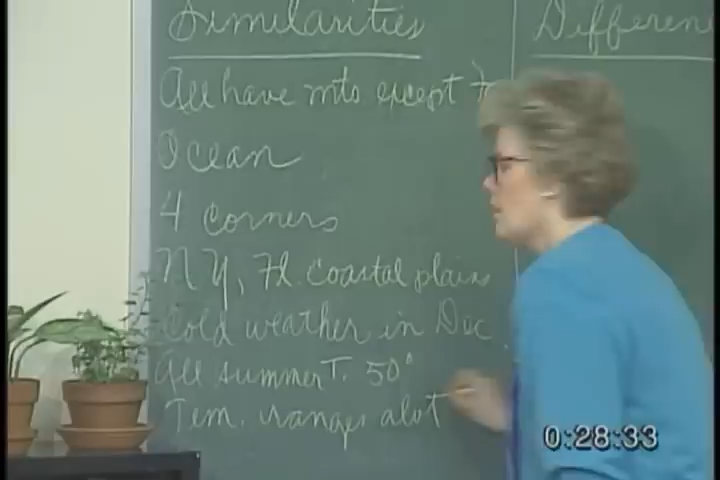 Similarities
Differen
All have mts except F
Ocean
4 corners
NY, Fl. coastal plains
Cold weather in Dec
All summer T. 50°
Tem. ranges alot
0:28:33